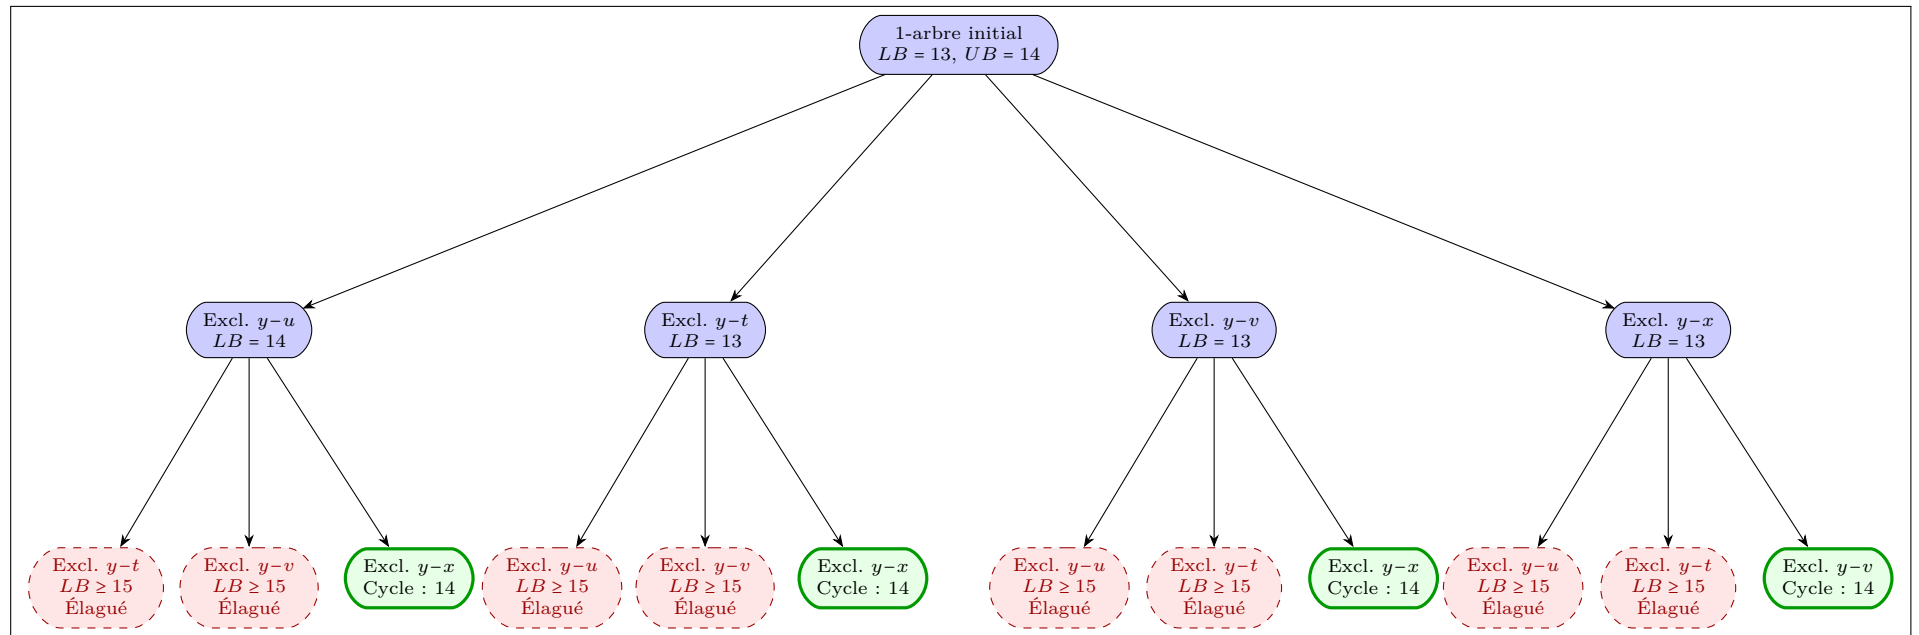 1-arbre initial
LB = 13, UB = 14
Excl. y−u
LB = 14
Excl. y−t
LB = 13
Excl. y−v
LB = 13
Excl. y−x
LB = 13
Excl. y−t
LB ≥ 15
Élagué
Excl. y−v
LB ≥ 15
Élagué
Excl. y−x
Cycle : 14
Excl. y−u
LB ≥ 15
Élagué
Excl. y−v
LB ≥ 15
Élagué
Excl. y−x
Cycle : 14
Excl. y−u
LB ≥ 15
Élagué
Excl. y−t
LB ≥ 15
Élagué
Excl. y−x
Cycle : 14
Excl. y−u
LB ≥ 15
Élagué
Excl. y−t
LB ≥ 15
Élagué
Excl. y−v
Cycle : 14